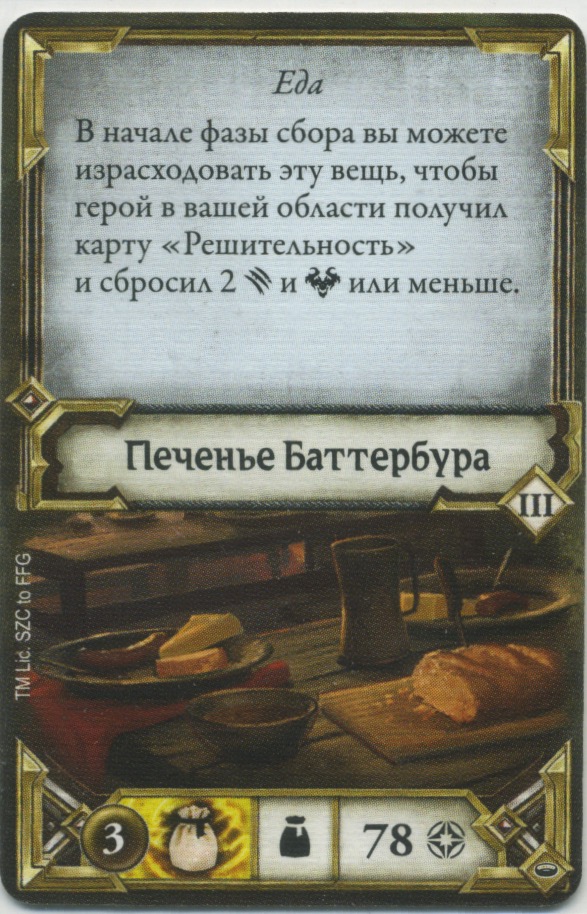 Еда
В начале фазы сбора вы можете
израсходовать эту вещь, чтобы
герой в вашей области получил
карту «Решительность»
и сбросил 2 и или меньше.
Печенье Баттербура
III
TM Lic. SZC to FFG
3 78